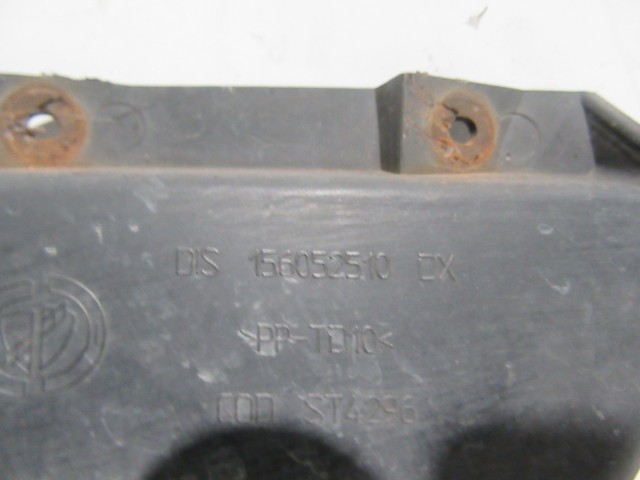 DIS 156052510 DX
>PP-TD10<
COD ST4296